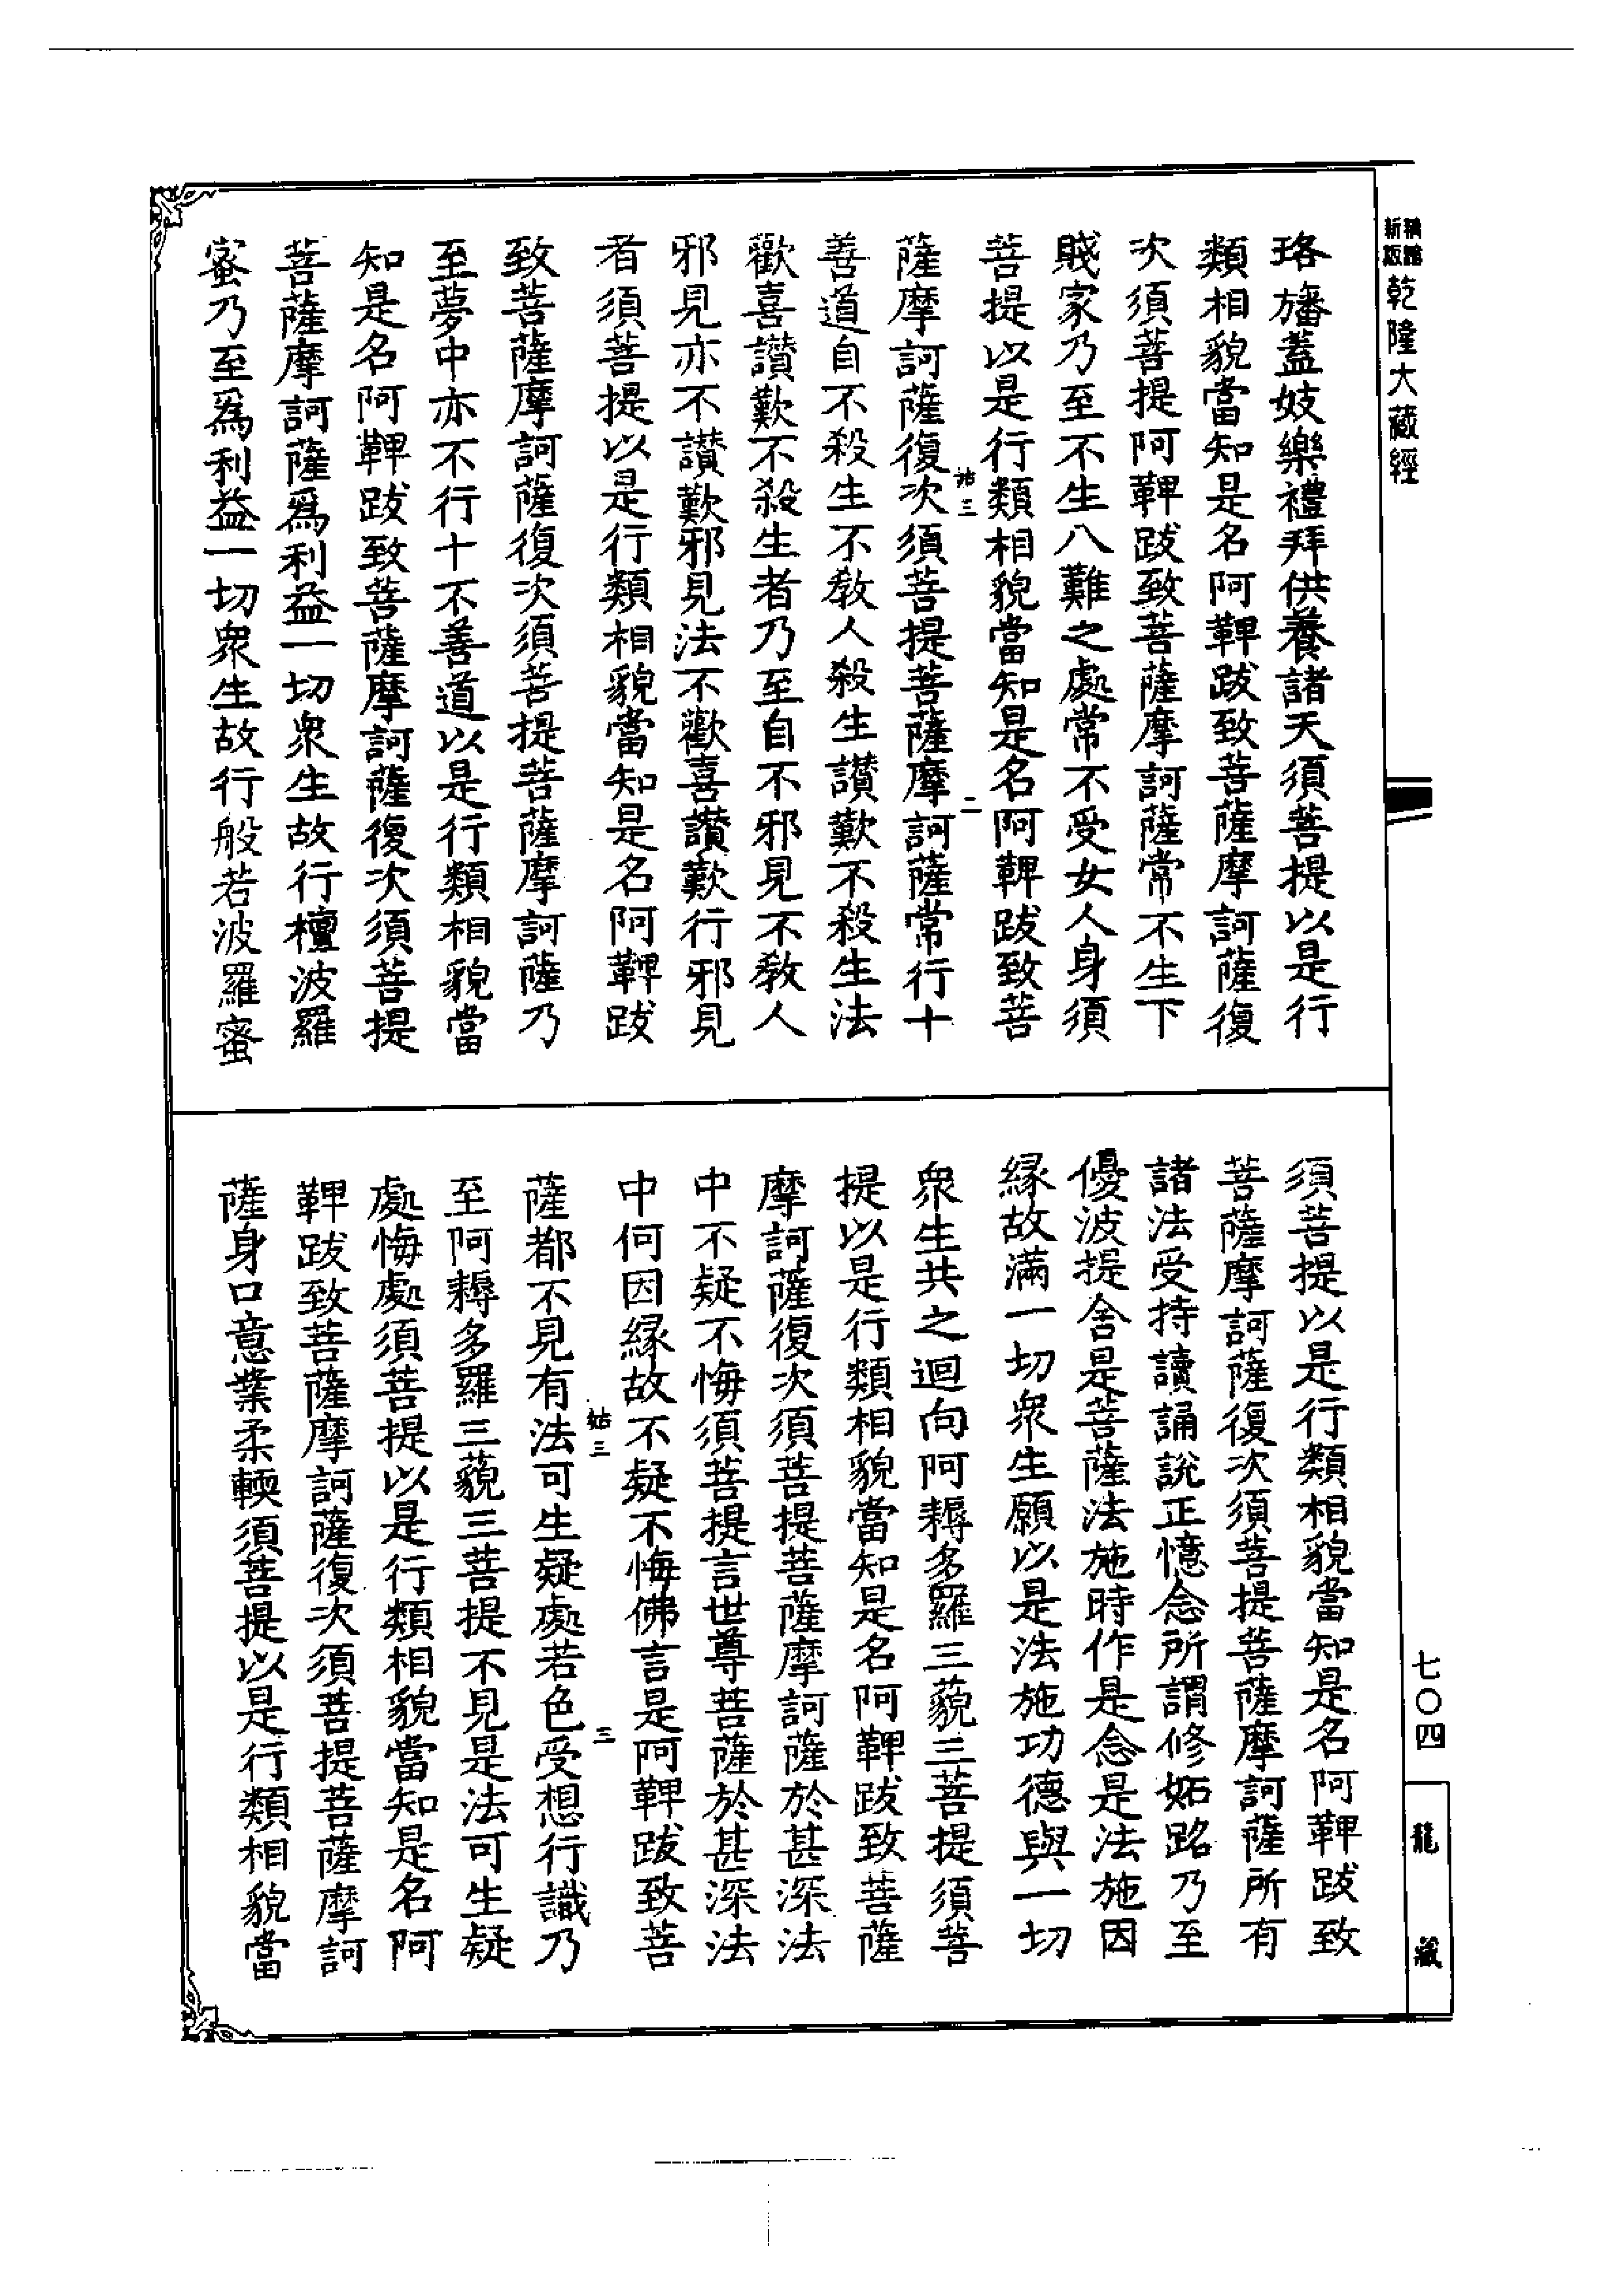 新版
精縮
乾隆大藏經
珞旛蓋妓樂禮拜供養諸天須菩提以是行
類相貌當知是名阿鞞跋致菩薩摩訶薩復
次須菩提阿鞞跋致菩薩摩訶薩常不生下
賤家乃至不生八難之處常不受女人身須
菩提以是行類相貌當知是名阿鞞跋致菩
姑三
二
薩摩訶薩復次須菩提菩薩摩訶薩常行十
善道自不殺生不教人殺生讃歎不殺生法
歡喜讃歎不殺生者乃至自不邪見不教人
邪見亦不讃歎邪見法不歡喜讃歎行邪見
者須菩提以是行類相貌當知是名阿鞞跋
致菩薩摩訶薩復次須菩提菩薩摩訶薩乃
至夢中亦不行十不善道以是行類相貌當
知是名阿鞞跋致菩薩摩訶薩復次須菩提
菩薩摩訶薩爲利益一切衆生故行檀波羅
蜜乃至爲利益一切衆生故行般若波羅蜜
須菩提以是行類相貌當知是名阿鞞跋致
菩薩摩訶薩復次須菩提菩薩摩訶薩所有
諸法受持讀誦說正憶念所謂修妬路乃至
優波提舍是菩薩法施時作是念是法施因
緣故滿一切衆生願以是法施功德與一切
衆生共之迴向阿耨多羅三藐三菩提須菩
提以是行類相貌當知是名阿鞞跋致菩薩
摩訶薩復次須菩提菩薩摩訶薩於甚深法
中不疑不悔須菩提言世尊菩薩於甚深法
中何因緣故不疑不悔佛言是阿鞞跋致菩
姑三
三
薩都不見有法可生疑處若色受想行識乃
至阿耨多羅三藐三菩提不見是法可生疑
處悔處須菩提以是行類相貌當知是名阿
鞞跋致菩薩摩訶薩復次須菩提菩薩摩訶
薩身口意業柔輭須菩提以是行類相貌當
七〇四
龍藏